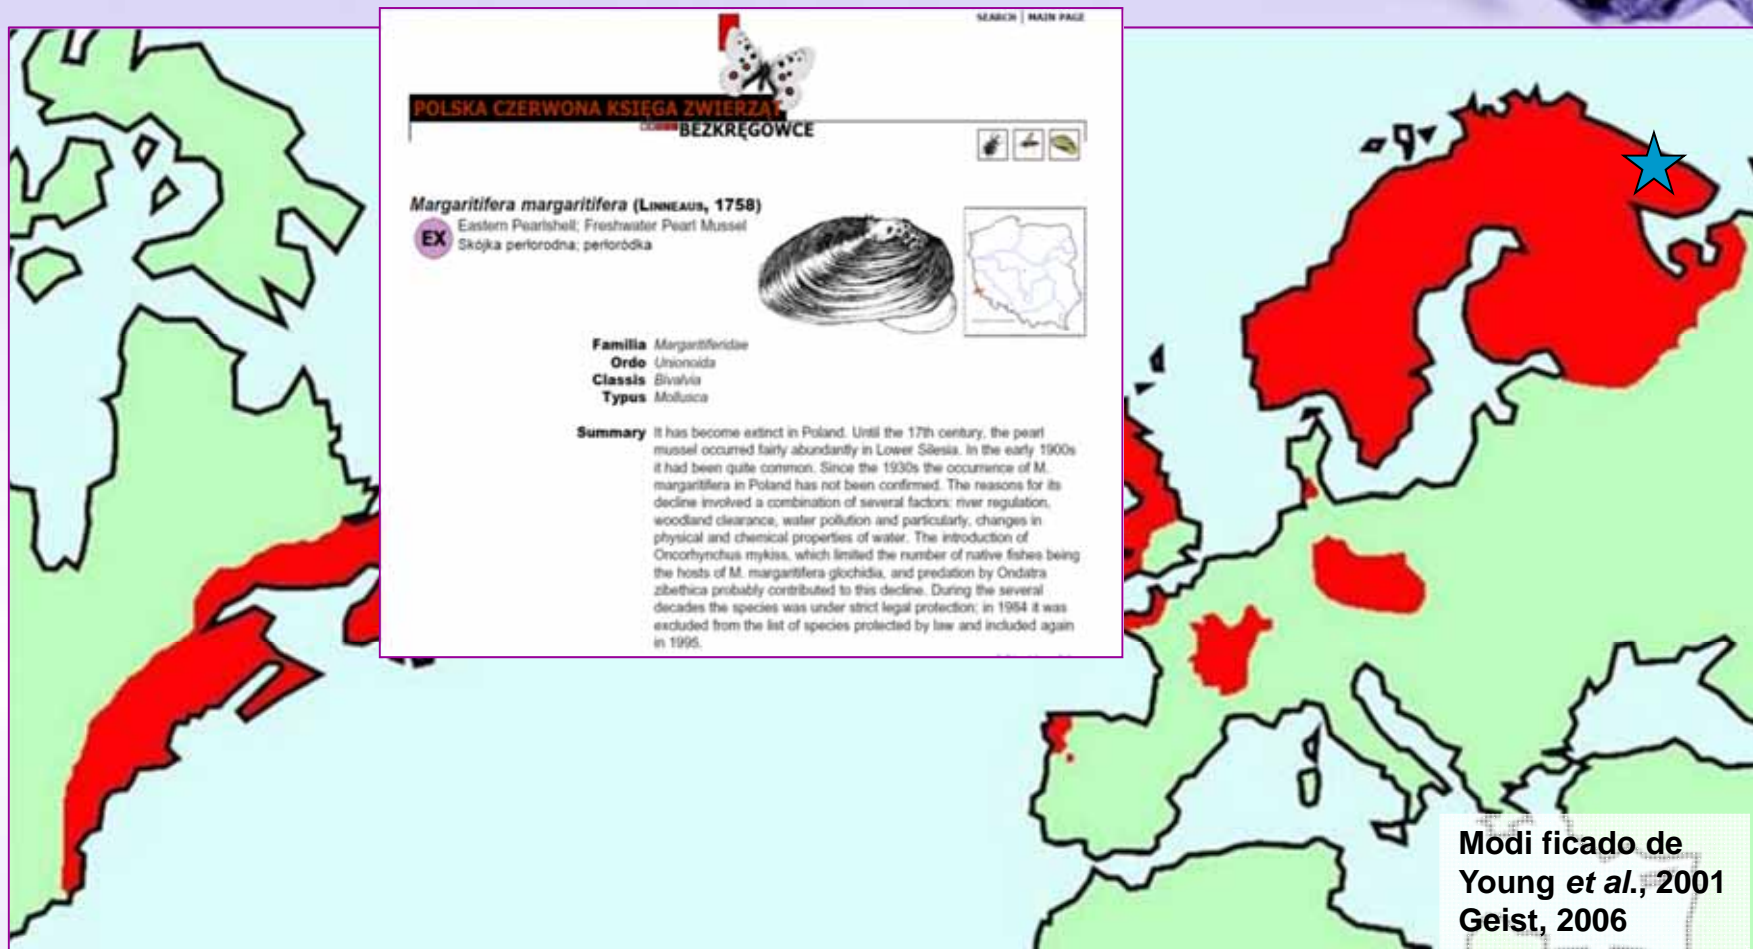 SEARCH | MAIN PAGE
POLSKA CZERWONA KSIĘGA ZWIERZĄT
BEZKRĘGOWCE
Margaritifera margaritifera (LINNEAUS, 1758)
EX
Eastern Pearlshell; Freshwater Pearl Mussel
Skójka perłorodna; perłoródka
Familia Margaritiferidae
Ordo Unionoida
Classis Bivalvia
Typus Mollusca
Summary It has become extinct in Poland. Until the 17th century, the pearl
mussel occurred fairly abundantly in Lower Silesia. In the early 1900s
it had been quite common. Since the 1930s the occurrence of M.
margaritifera in Poland has not been confirmed. The reasons for its
decline involved a combination of several factors: river regulation,
woodland clearance, water pollution and particularly, changes in
physical and chemical properties of water. The introduction of
Oncorhynchus mykiss, which limited the number of native fishes being
the hosts of M. margaritifera glochidia, and predation by Ondatra
zibethica probably contributed to this decline. During the several
decades the species was under strict legal protection; in 1984 it was
excluded from the list of species protected by law and included again
in 1995.
Modi ficado de
Young et al., 2001
Geist, 2006